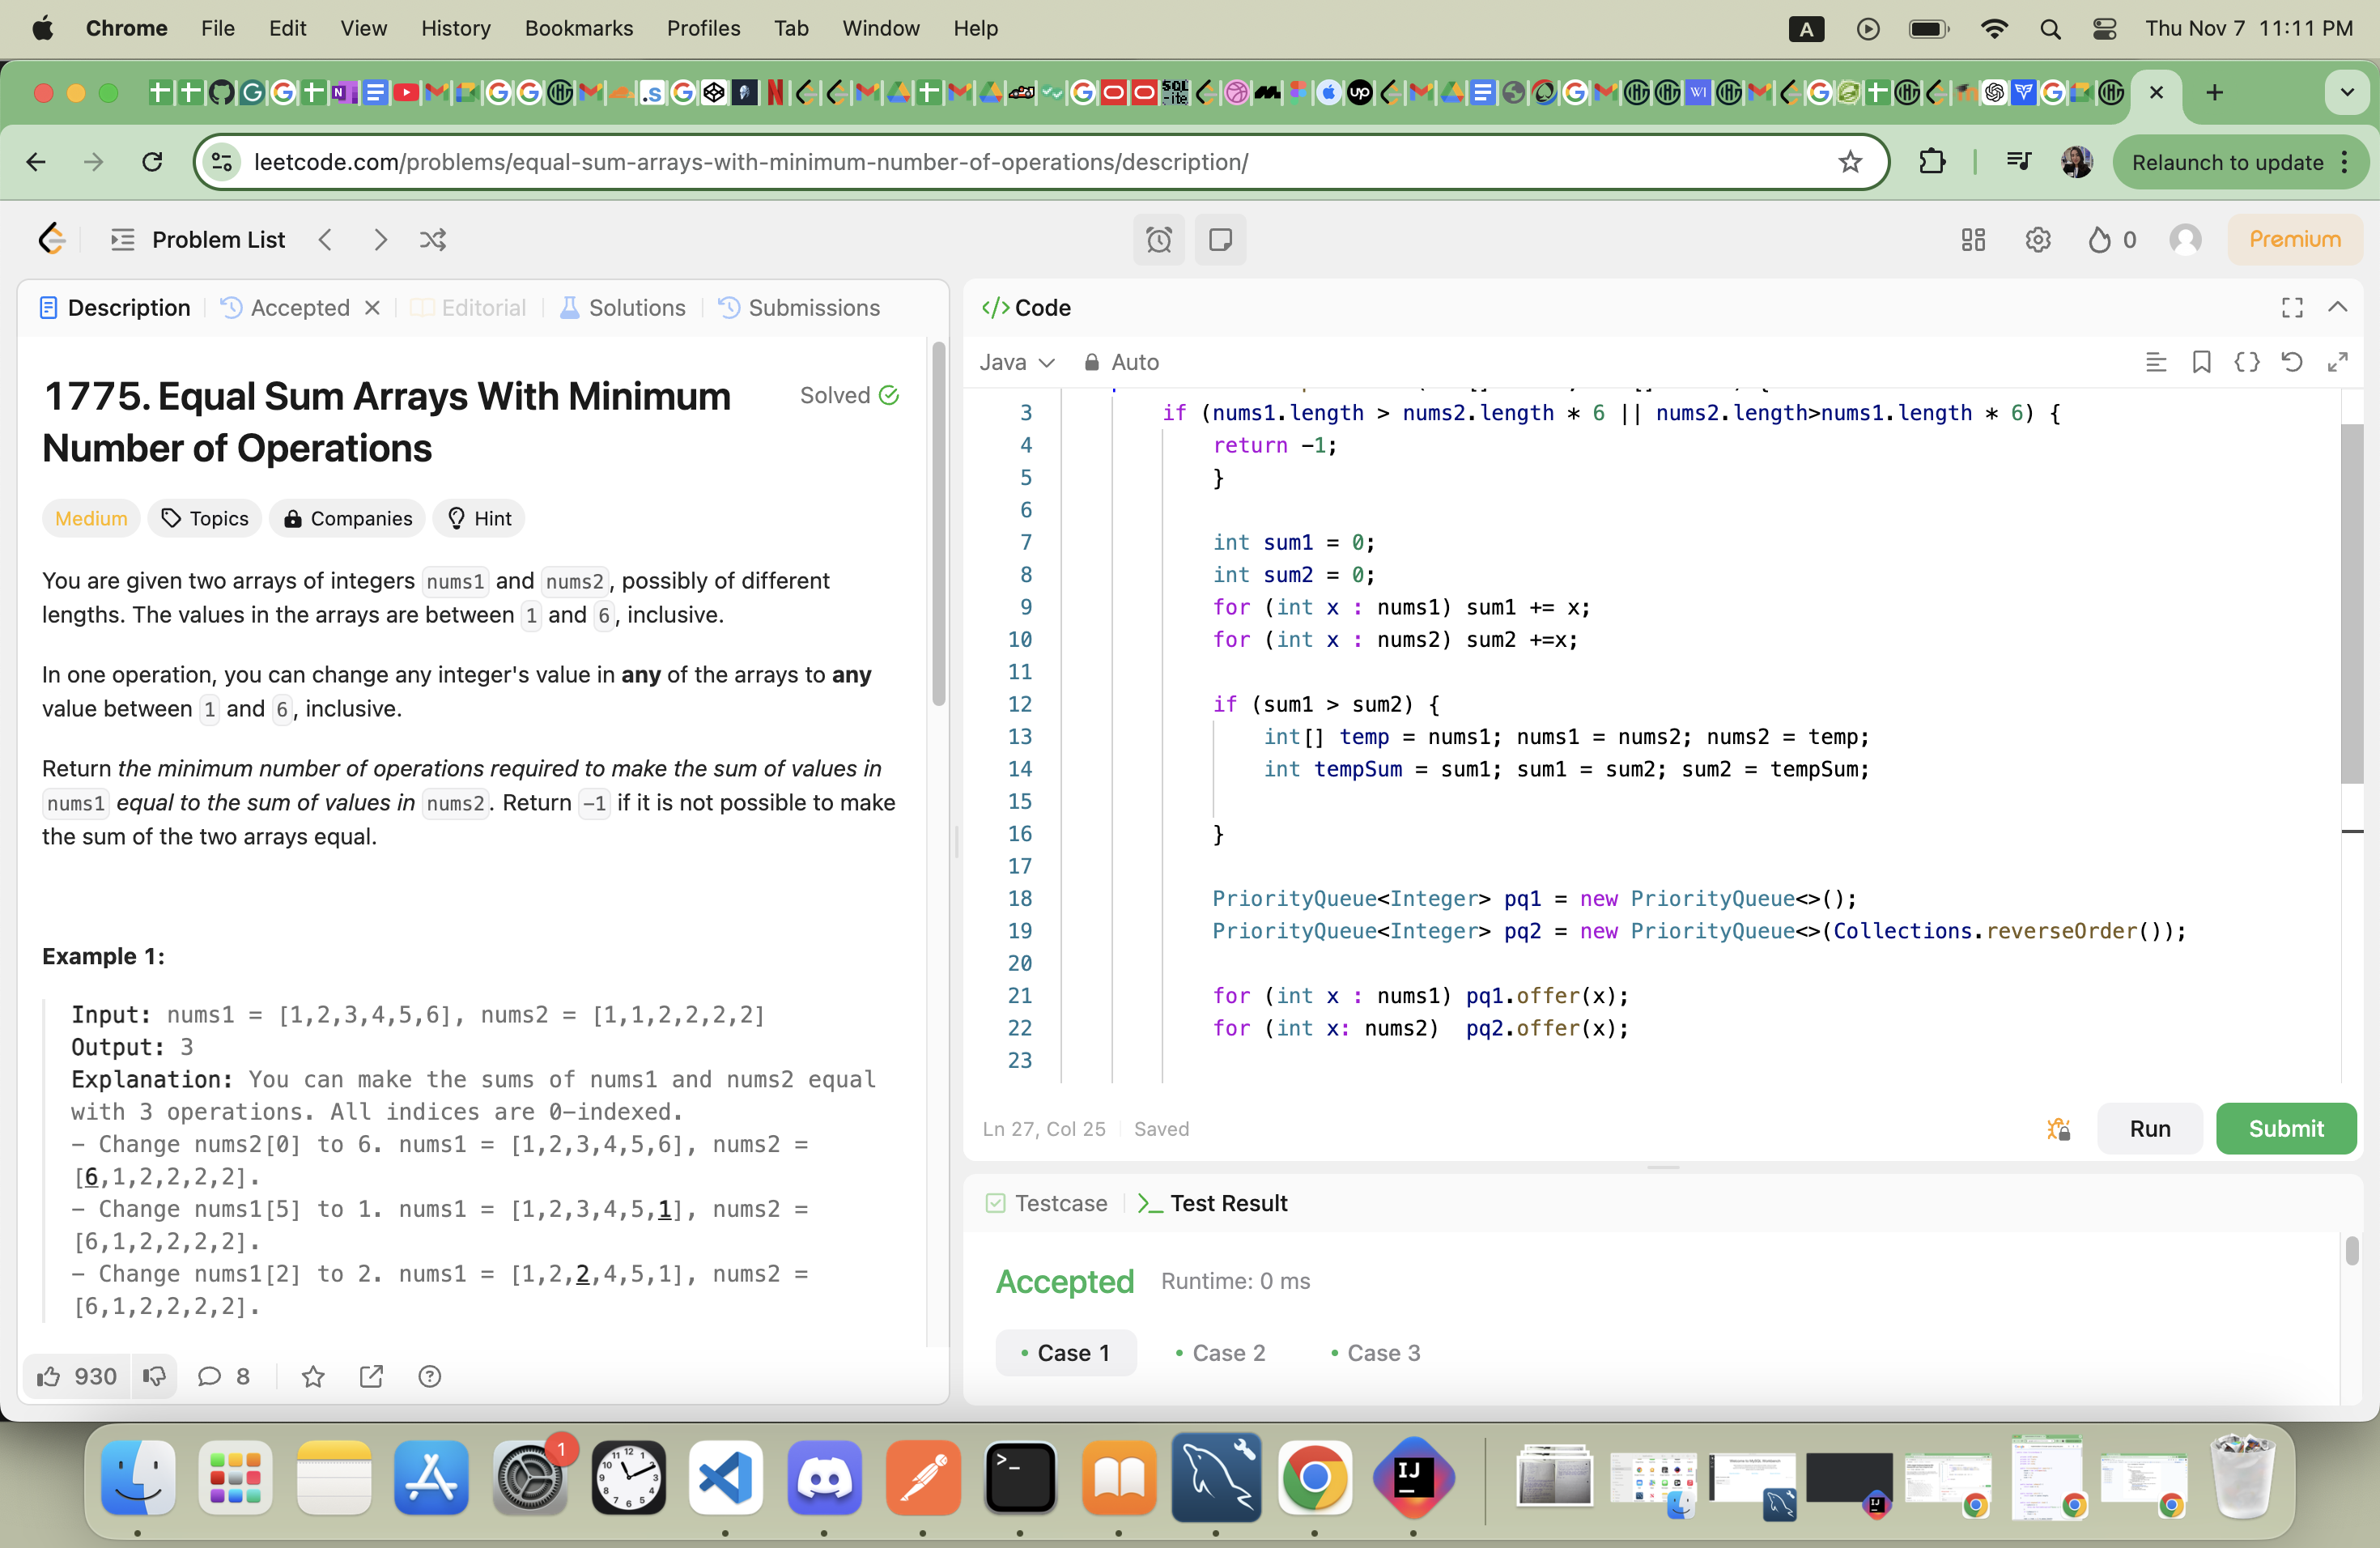 Chrome File Edit View History Bookmarks Profiles Tab Window Help A Thu Nov 7 11:11 PM
leetcode.com/problems/equal-sum-arrays-with-minimum-number-of-operations/description/ Relaunch to update
Problem List 0 Premium
Description Accepted Editorial Solutions Submissions
1775. Equal Sum Arrays With Minimum
Number of Operations
Solved
Medium Topics Companies Hint
You are given two arrays of integers nums1 and nums2, possibly of different
lengths. The values in the arrays are between 1 and 6, inclusive.
In one operation, you can change any integer's value in any of the arrays to any
value between 1 and 6, inclusive.
Return the minimum number of operations required to make the sum of values in
nums1 equal to the sum of values in nums2. Return -1 if it is not possible to make
the sum of the two arrays equal.
Example 1:
Input: nums1 = [1,2,3,4,5,6], nums2 = [1,1,2,2,2,2]
Output: 3
Explanation: You can make the sums of nums1 and nums2 equal
with 3 operations. All indices are 0-indexed.
- Change nums2[0] to 6. nums1 = [1,2,3,4,5,6], nums2 =
[6,1,2,2,2,2].
- Change nums1[5] to 1. nums1 = [1,2,3,4,5,1], nums2 =
[6,1,2,2,2,2].
- Change nums1[2] to 2. nums1 = [1,2,2,4,5,1], nums2 =
[6,1,2,2,2,2].
930 8
</> Code
Java Auto
3 if (nums1.length > nums2.length * 6 || nums2.length>nums1.length * 6) {
4 return -1;
5 }
6
7 int sum1 = 0;
8 int sum2 = 0;
9 for (int x : nums1) sum1 += x;
10 for (int x : nums2) sum2 +=x;
11
12 if (sum1 > sum2) {
13 int[] temp = nums1; nums1 = nums2; nums2 = temp;
14 int tempSum = sum1; sum1 = sum2; sum2 = tempSum;
15
16 }
17
18 PriorityQueue<Integer> pq1 = new PriorityQueue<>();
19 PriorityQueue<Integer> pq2 = new PriorityQueue<>(Collections.reverseOrder());
20
21 for (int x : nums1) pq1.offer(x);
22 for (int x: nums2)  pq2.offer(x);
23
Ln 27, Col 25 Saved Run Submit
Testcase >_ Test Result
Accepted Runtime: 0 ms
Case 1 Case 2 Case 3
1
IJ